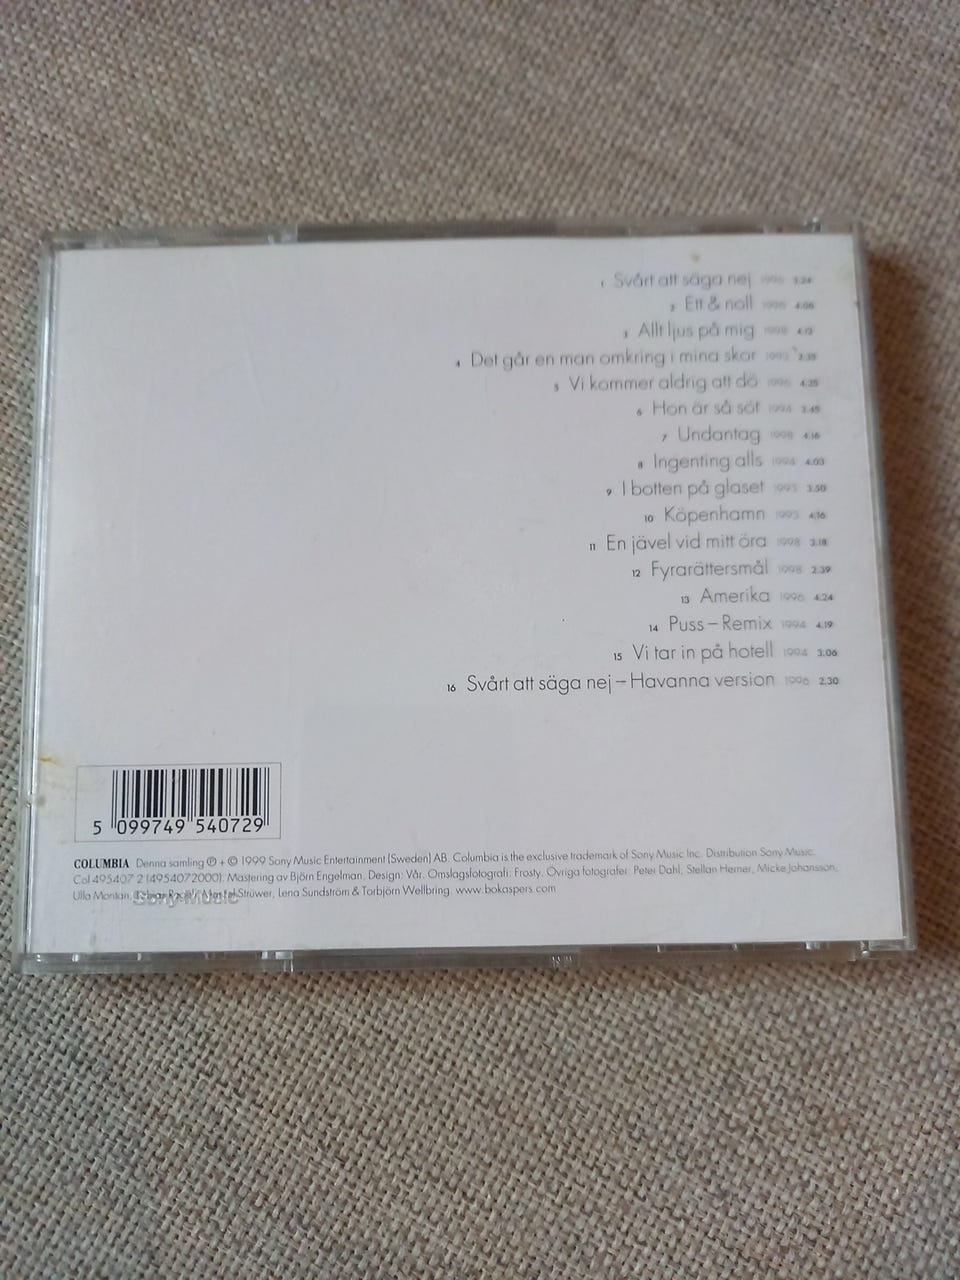 1 Svårt att säga nej 1996 3:24
2 Ett & noll 1996 4:06
3 Allt ljus på mig 1998 4:12
4 Det går en man omkring i mina skor 1993
5 Vi kommer aldrig att dö 1996 4:25
6 Hon är så söt 1994 3.45
7 Undantag 1998 4.16
8 Ingenting alls 1994 4:03
9 I botten på glaset 1993 3:50
10 Köpenhamn 1993 4:16
11 En jävel vid mitt öra 1998 3.18
12 Fyrarättersmål 1998 2:39
13 Amerika 1996 4:24
14 Puss – Remix 1994 4.19
15 Vi tar in på hotell 1994 3.06
16 Svårt att säga nej – Havanna version 1996 2.30
5 099749 540729
COLUMBIA Denna samling ℗ + © 1999 Sony Music Entertainment (Sweden) AB. Columbia is the exclusive trademark of Sony Music Inc. Distribution Sony Music.
Col 495407 2 (4954072000). Mastering av Björn Engelman. Design: Vår. Omslagsfotografi: Frosty. Övriga fotografer: Peter Dahl, Stellan Herner, Micke Johansson,
Ulla Montan, Struwer, Lena Sundström & Torbjörn Wellbring. www.bokaspers.com
Sony Music